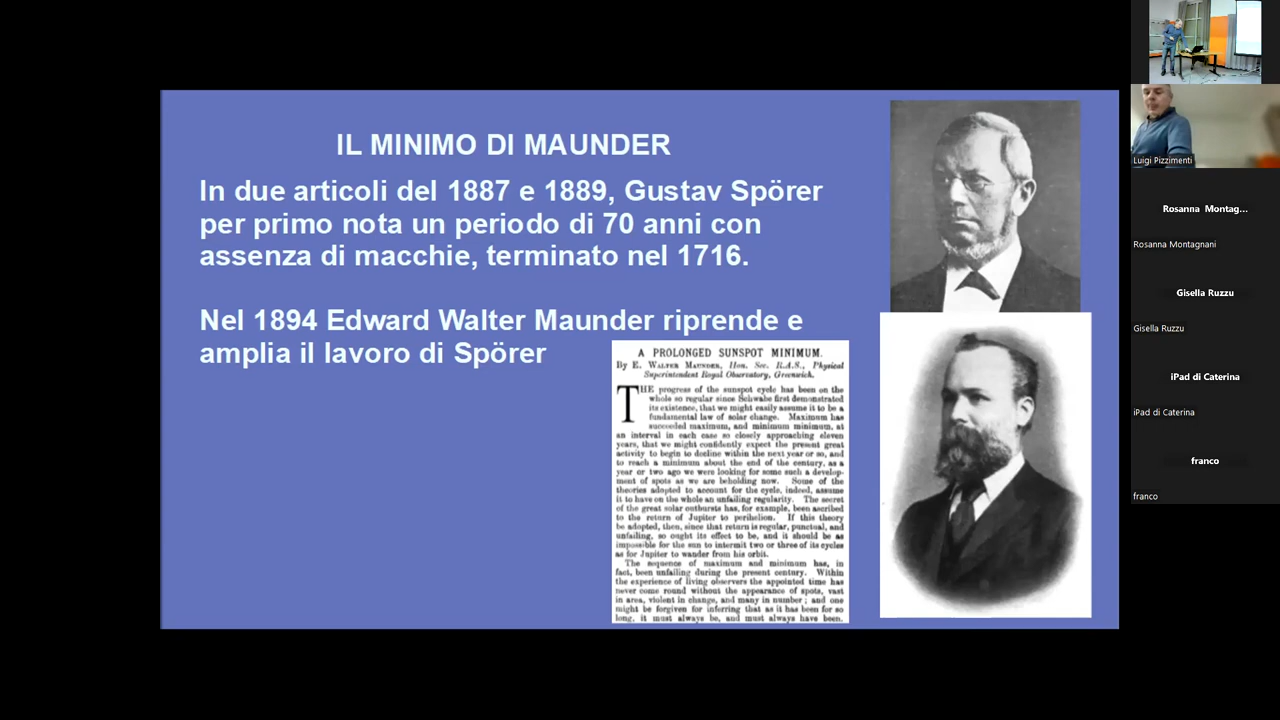 IL MINIMO DI MAUNDER
In due articoli del 1887 e 1889, Gustav Spörer
per primo nota un periodo di 70 anni con
assenza di macchie, terminato nel 1716.
Nel 1894 Edward Walter Maunder riprende e
amplia il lavoro di Spörer
A PROLONGED SUNSPOT MINIMUM.
By E. WALTER MAUNDER, Hon. Sec. R.A.S., Physical
Superintendent Royal Observatory, Greenwich.
THE progress of the sunspot cycle has been on the
whole so regular since Schwabe first demonstrated
its existence, that we might easily assume it to be a
fundamental law of solar change. Maximum has
succeeded maximum, and minimum minimum, at
an interval in each case so closely approaching eleven
years, that we might confidently expect the present great
activity to begin to decline within the next year or so, and
to reach a minimum about the end of the century, as a
year or two ago we were looking for some such a develop-
ment of spots as we are beholding now. Some of the
theories adopted to account for the cycle, indeed, assume
it to have on the whole an unfailing regularity. The secret
of the great solar outbursts has, for example, been ascribed
to the return of Jupiter to perihelion. If this theory
be adopted, then, since that return is regular, punctual, and
unfailing, so ought its effect to be, and it should be as
impossible for the sun to intermit two or three of its cycles
as for Jupiter to wander from his orbit.
The sequence of maximum and minimum has, in
fact, been unfailing during the present century. Within
the experience of living observers the appointed time has
never come round without the appearance of spots, vast
in area, violent in change, and many in number; and one
might be forgiven for inferring that as it has been for so
long, it must always be, and must always have been.
Luigi Pizzimenti
Rosanna Montag...
Rosanna Montagnani
Gisella Ruzzu
Gisella Ruzzu
iPad di Caterina
iPad di Caterina
franco
franco